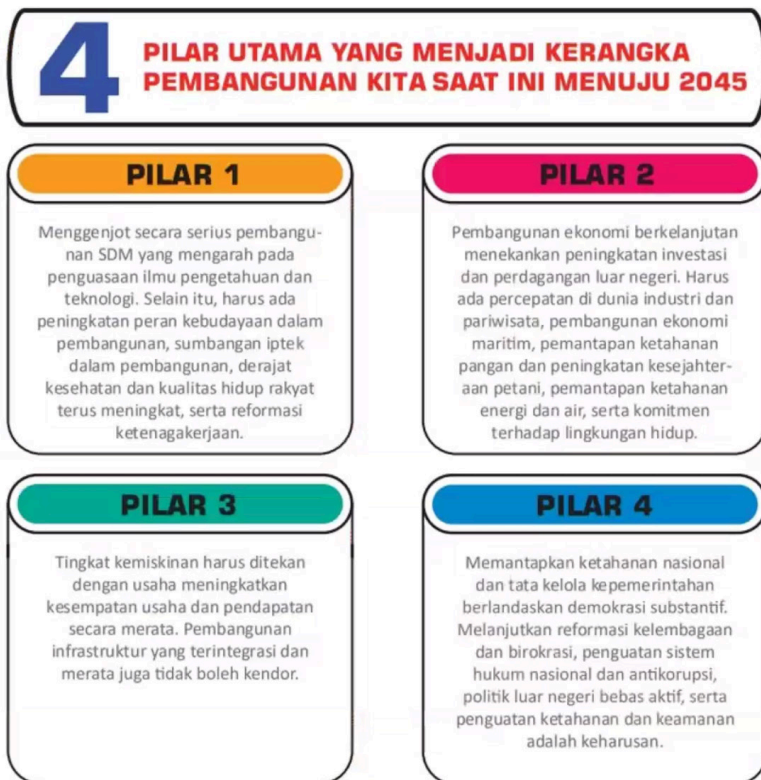 4
PILAR UTAMA YANG MENJADI KERANGKA
PEMBANGUNAN KITA SAAT INI MENUJU 2045
PILAR 1
Menggenjot secara serius pembangu-
nan SDM yang mengarah pada
penguasaan ilmu pengetahuan dan
teknologi. Selain itu, harus ada
peningkatan peran kebudayaan dalam
pembangunan, sumbangan iptek
dalam pembangunan, derajat
kesehatan dan kualitas hidup rakyat
terus meningkat, serta reformasi
ketenagakerjaan.
PILAR 2
Pembangunan ekonomi berkelanjutan
menekankan peningkatan investasi
dan perdagangan luar negeri. Harus
ada percepatan di dunia industri dan
pariwisata, pembangunan ekonomi
maritim, pemantapan ketahanan
pangan dan peningkatan kesejahter-
aan petani, pemantapan ketahanan
energi dan air, serta komitmen
terhadap lingkungan hidup.
PILAR 3
Tingkat kemiskinan harus ditekan
dengan usaha meningkatkan
kesempatan usaha dan pendapatan
secara merata. Pembangunan
infrastruktur yang terintegrasi dan
merata juga tidak boleh kendor.
PILAR 4
Memantapkan ketahanan nasional
dan tata kelola kepemerintahan
berlandaskan demokrasi substantif.
Melanjutkan reformasi kelembagaan
dan birokrasi, penguatan sistem
hukum nasional dan antikorupsi,
politik luar negeri bebas aktif, serta
penguatan ketahanan dan keamanan
adalah keharusan.